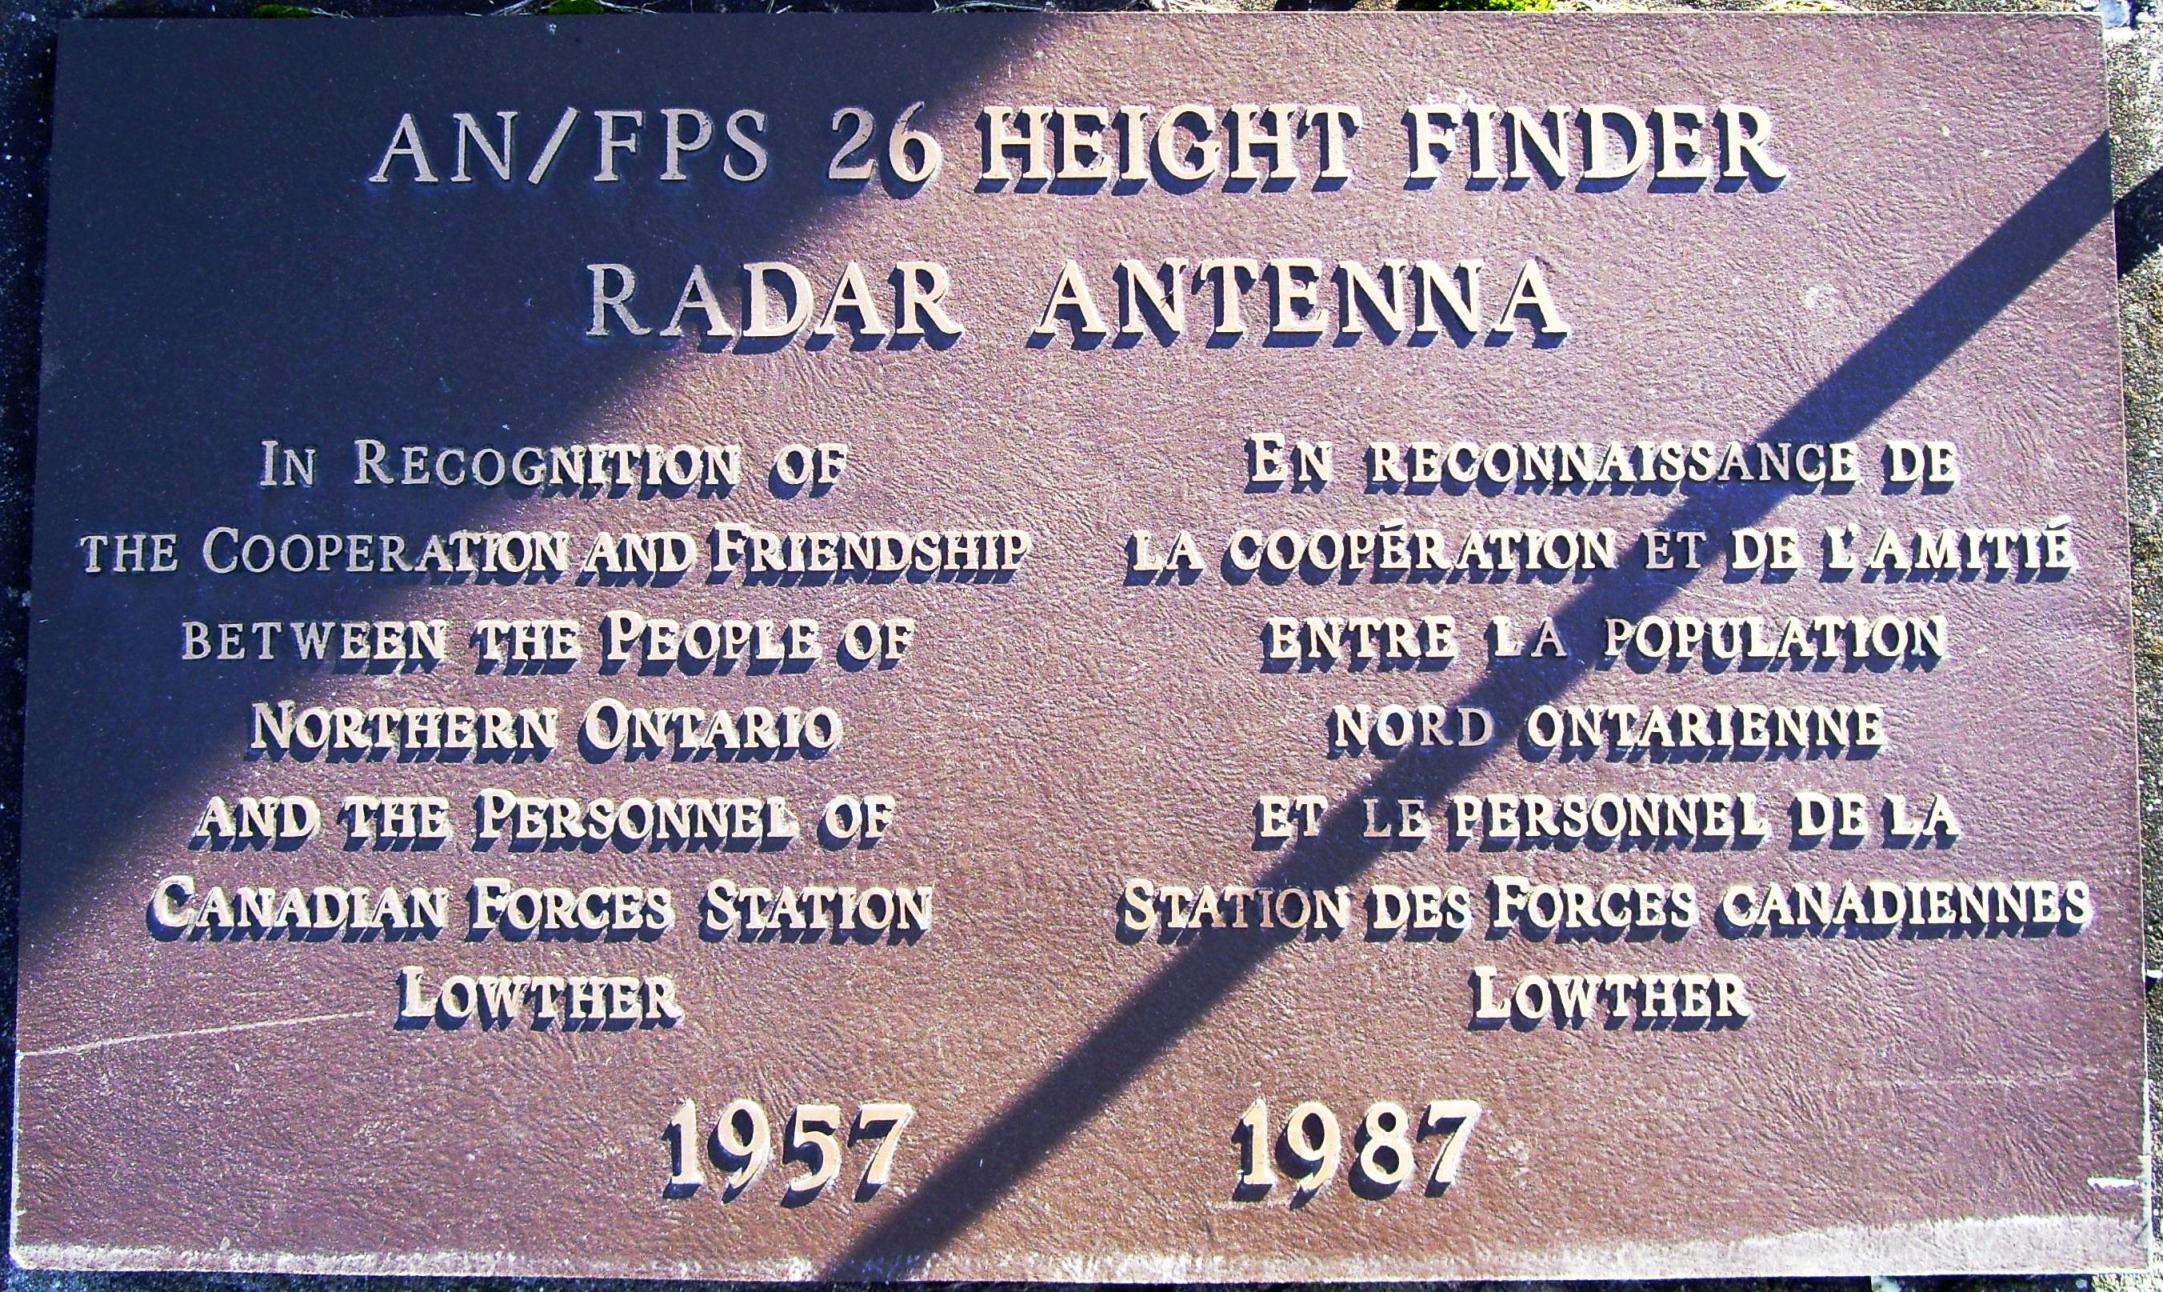 AN/FPS 26 HEIGHT FINDER
RADAR ANTENNA
IN RECOGNITION OF
THE COOPERATION AND FRIENDSHIP
BETWEEN THE PEOPLE OF
NORTHERN ONTARIO
AND THE PERSONNEL OF
CANADIAN FORCES STATION
LOWTHER
EN RECONNAISSANCE DE
LA COOPÉRATION ET DE L'AMITIÉ
ENTRE LA POPULATION
NORD ONTARIENNE
ET LE PERSONNEL DE LA
STATION DES FORCES CANADIENNES
LOWTHER
1957 1987